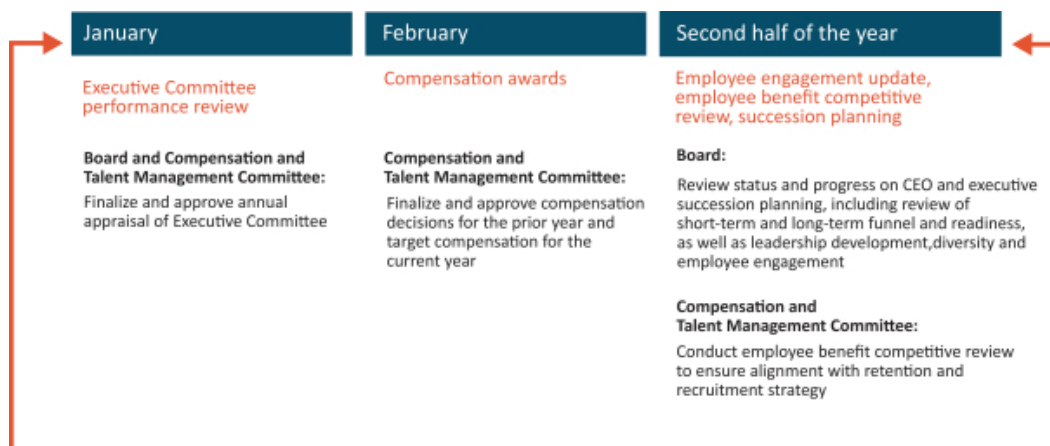 January
Executive Committee
performance review
Board and Compensation and
Talent Management Committee:
Finalize and approve annual
appraisal of Executive Committee
February
Compensation awards
Compensation and
Talent Management Committee:
Finalize and approve compensation
decisions for the prior year and
target compensation for the
current year
Second half of the year
Employee engagement update,
employee benefit competitive
review, succession planning
Board:
Review status and progress on CEO and executive
succession planning, including review of
short-term and long-term funnel and readiness,
as well as leadership development,diversity and
employee engagement
Compensation and
Talent Management Committee:
Conduct employee benefit competitive review
to ensure alignment with retention and
recruitment strategy